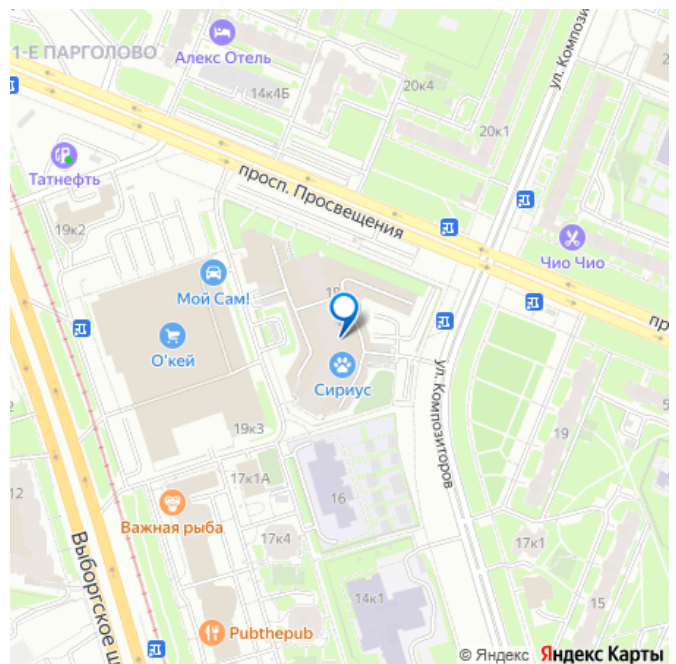 1-Е ПАРГОЛОВО
Алекс Отель
14к4Б
20к4
ул. Компози
20к1
Татнефть
просп. Просвещения
19к2
Чио Чио
Мой Сам!
18
пр
О'кей
Сириус
ул. Композиторов
19к3
19
17к1А
12
16
Важная рыба
17к4
17к1
Выборгское ш
14к1
15
Pubthepub
© Яндекс Яндекс Карты